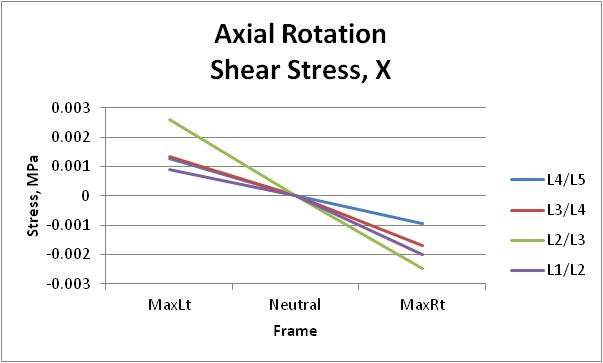 Axial Rotation
Shear Stress, X
0.003
0.002
0.001
0
-0.001
-0.002
-0.003
Stress, MPa
MaxLt Neutral MaxRt
Frame
L4/L5
L3/L4
L2/L3
L1/L2